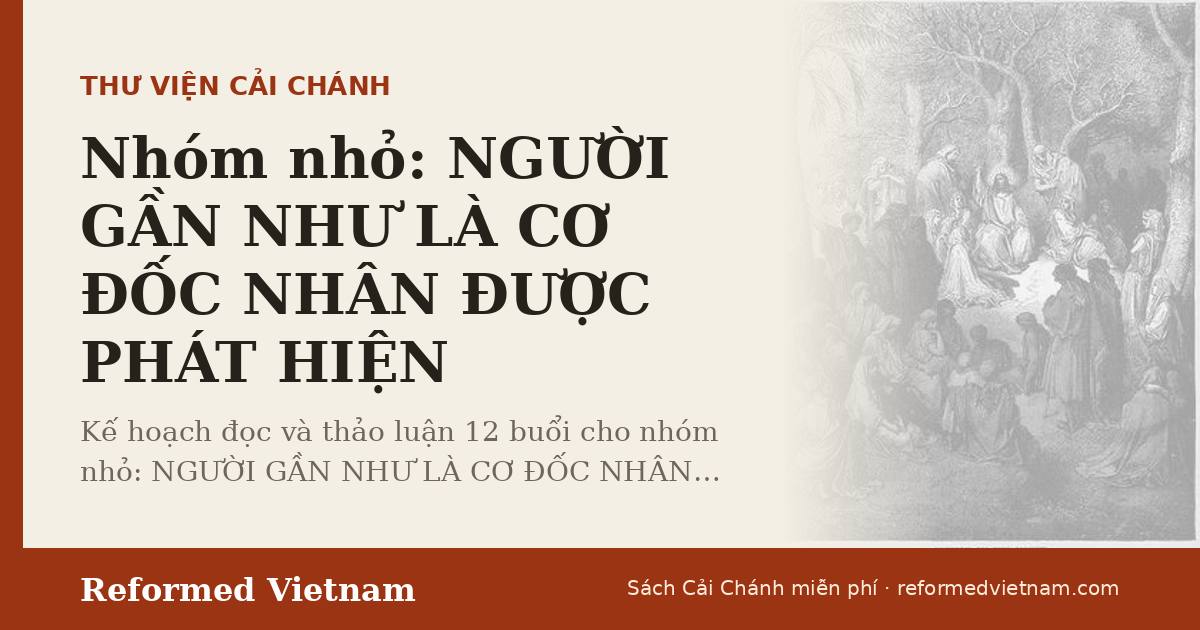 THƯ VIỆN CẢI CHÁNH
Nhóm nhỏ: NGƯỜI
GẦN NHƯ LÀ CƠ
ĐỐC NHÂN ĐƯỢC
PHÁT HIỆN
Kế hoạch đọc và thảo luận 12 buổi cho nhóm
nhỏ: NGƯỜI GẦN NHƯ LÀ CƠ ĐỐC NHÂN...
Reformed Vietnam
Sách Cải Chánh miễn phí · reformedvietnam.com